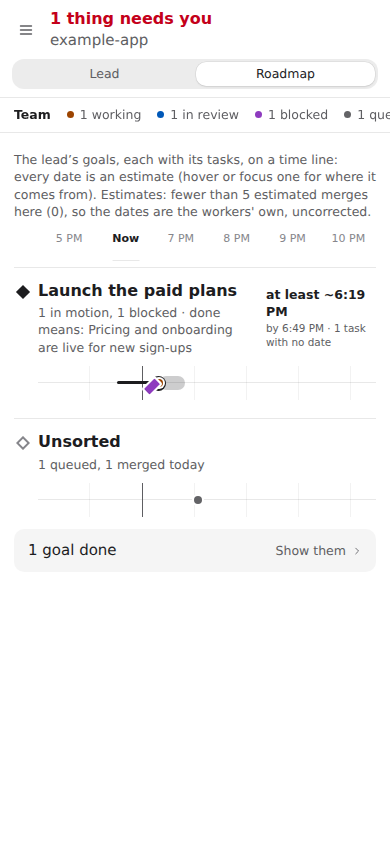 1 thing needs you
example-app
Lead
Roadmap
Team
1 working
1 in review
1 blocked
1 que
The lead’s goals, each with its tasks, on a time line:
every date is an estimate (hover or focus one for where it
comes from). Estimates: fewer than 5 estimated merges
here (0), so the dates are the workers' own, uncorrected.
5 PM
Now
7 PM
8 PM
9 PM
10 PM
Launch the paid plans
1 in motion, 1 blocked · done
means: Pricing and onboarding
are live for new sign-ups
at least ~6:19
PM
by 6:49 PM · 1 task
with no date
Unsorted
1 queued, 1 merged today
1 goal done
Show them